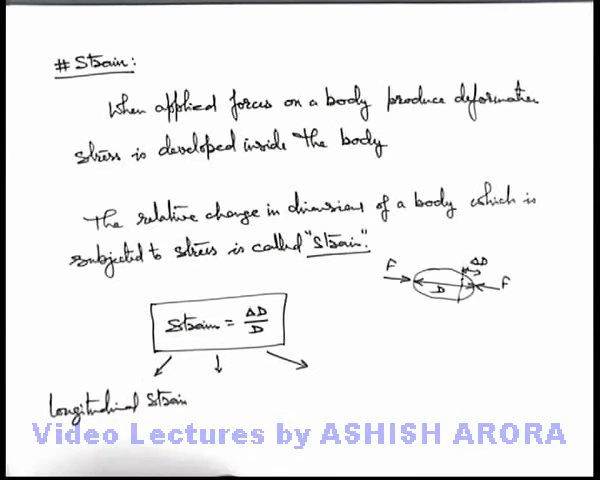 # Strain:
When applied forces on a body produce deformation
stress is developed inside the body
The relative change in dimensions of a body which is
subjected to stress is called "Strain".
F
ΔD
D
F
Strain = ΔD/D
Longitudinal Strain
Video Lectures by ASHISH ARORA